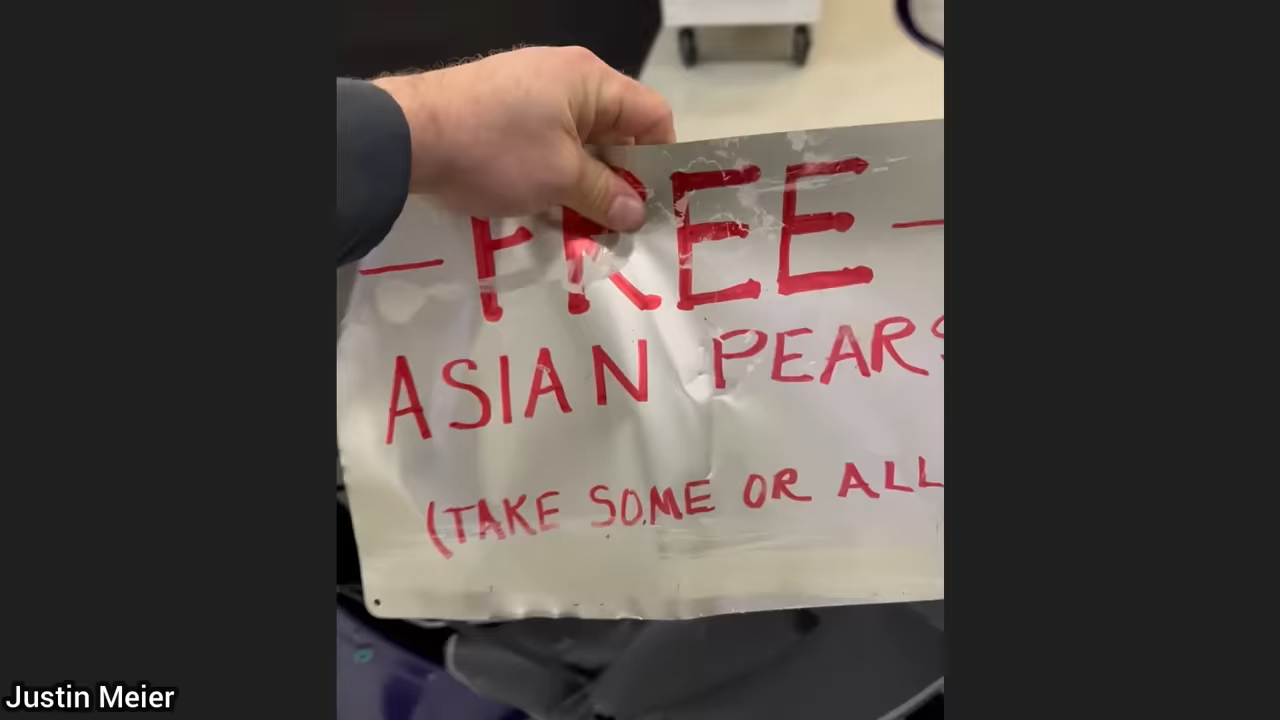 — FREE —
ASIAN PEARS
(TAKE SOME OR ALL
Justin Meier